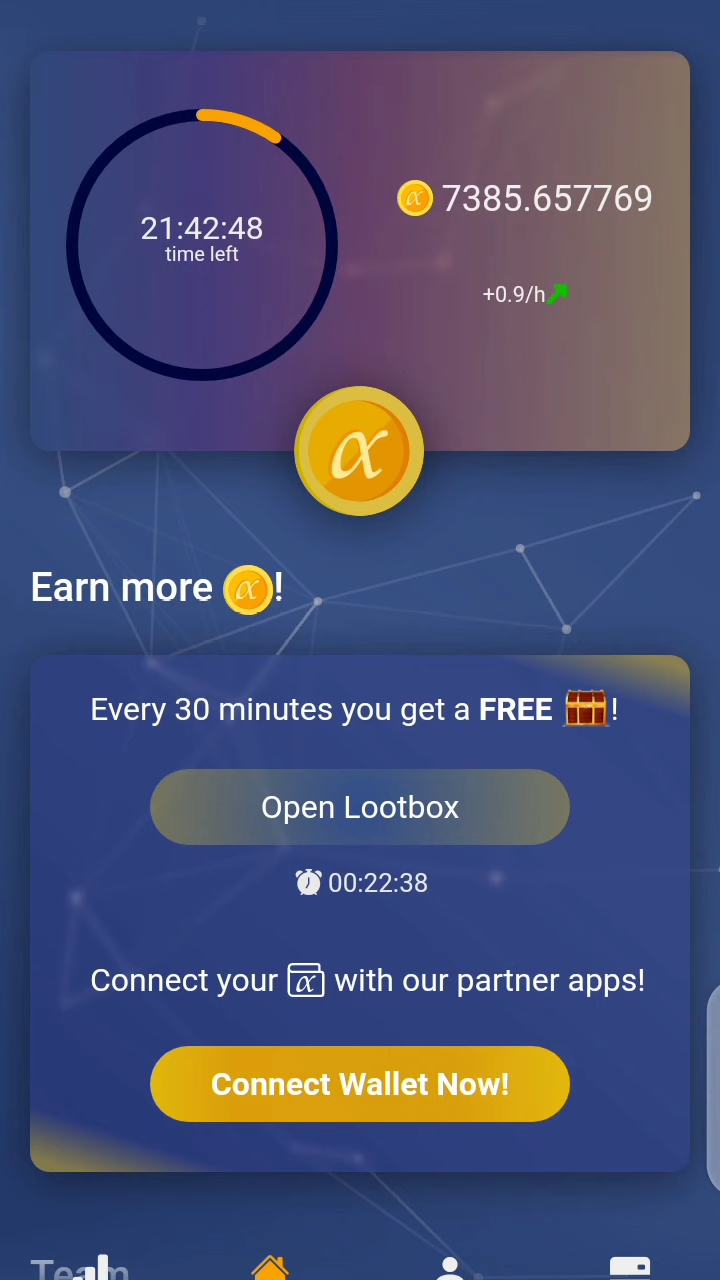 21:42:48
time left
7385.657769
+0.9/h
Earn more !
Every 30 minutes you get a FREE !
Open Lootbox
00:22:38
Connect your with our partner apps!
Connect Wallet Now!
Team